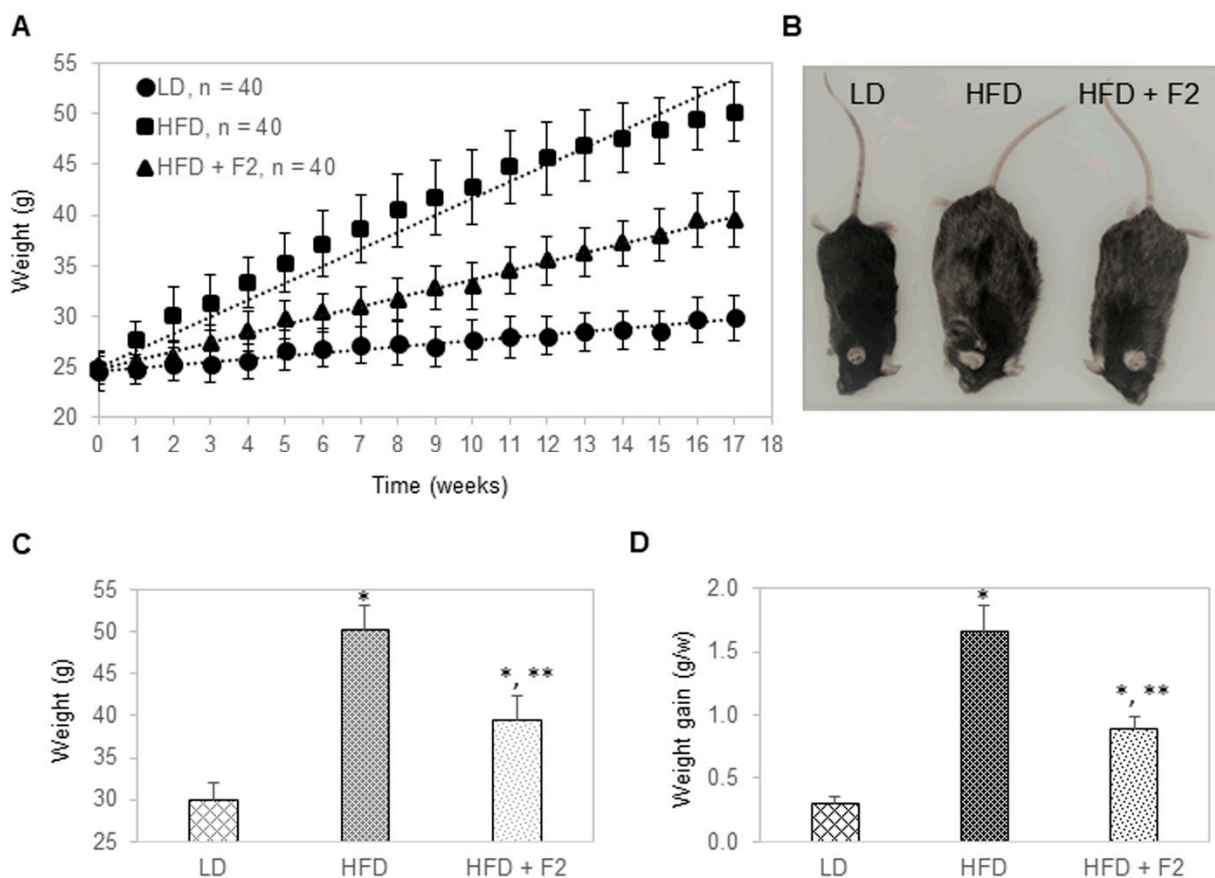 A
Weight (g)
55
50
45
40
35
30
25
20
LD, n = 40
HFD, n = 40
HFD + F2, n = 40
0 1 2 3 4 5 6 7 8 9 10 11 12 13 14 15 16 17 18
Time (weeks)
B
LD HFD HFD + F2
C
Weight (g)
55
50
45
40
35
30
25
*
*, **
LD HFD HFD + F2
D
Weight gain (g/w)
2.0
1.5
1.0
0.5
0.0
*
*, **
LD HFD HFD + F2